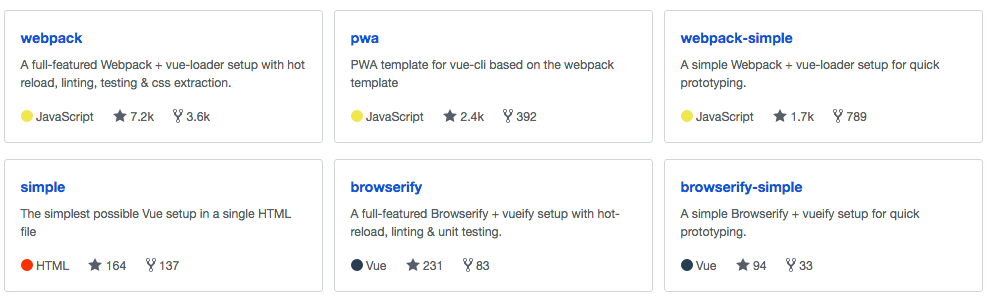 webpack
A full-featured Webpack + vue-loader setup with hot
reload, linting, testing & css extraction.
JavaScript 7.2k 3.6k
pwa
PWA template for vue-cli based on the webpack
template
JavaScript 2.4k 392
webpack-simple
A simple Webpack + vue-loader setup for quick
prototyping.
JavaScript 1.7k 789
simple
The simplest possible Vue setup in a single HTML
file
HTML 164 137
browserify
A full-featured Browserify + vueify setup with hot-
reload, linting & unit testing.
Vue 231 83
browserify-simple
A simple Browserify + vueify setup for quick
prototyping.
Vue 94 33